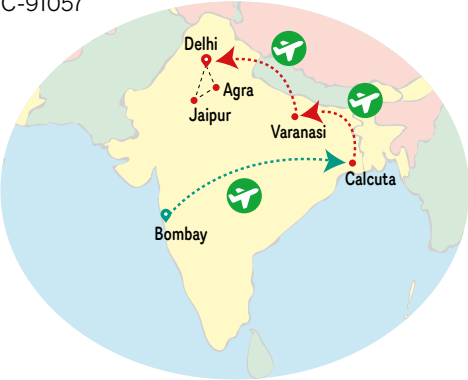 C-91057
Delhi
Agra
Jaipur
Varanasi
Calcuta
Bombay